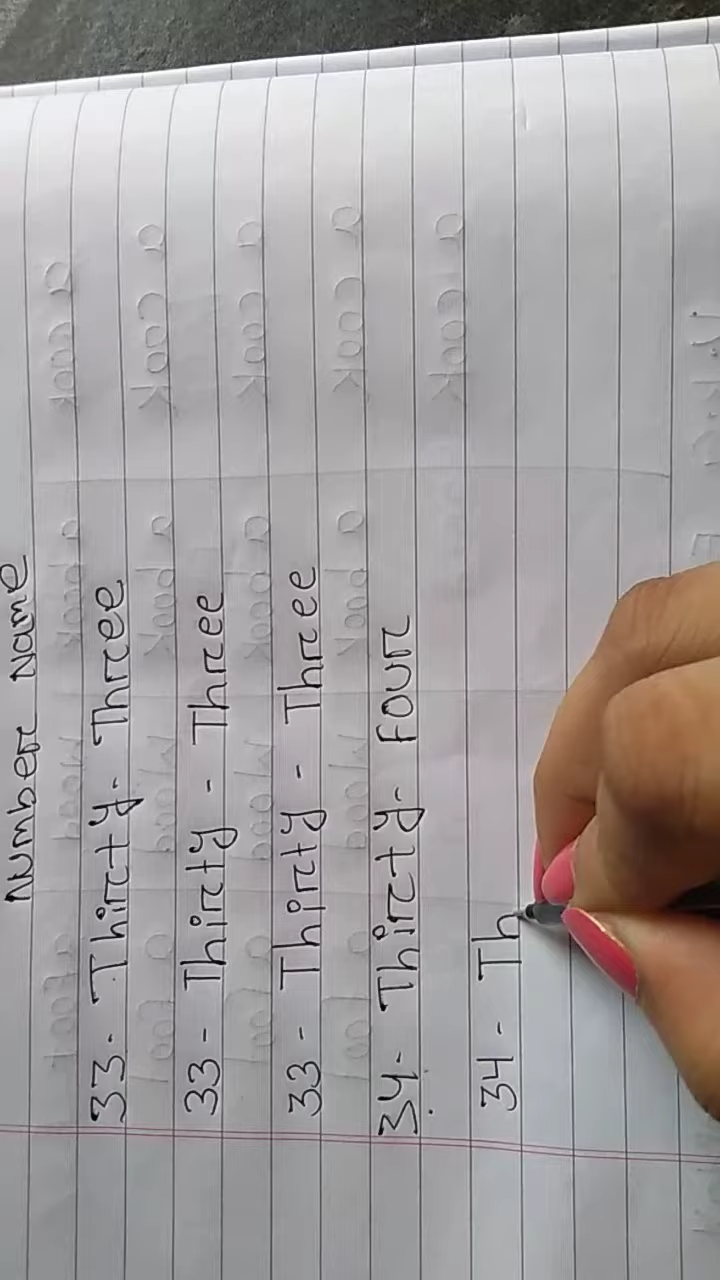 Number Name
33- Thirty- Three
33 - Thirty - Three
33 - Thirty - Three
34- Thirty- Four
34 - Th